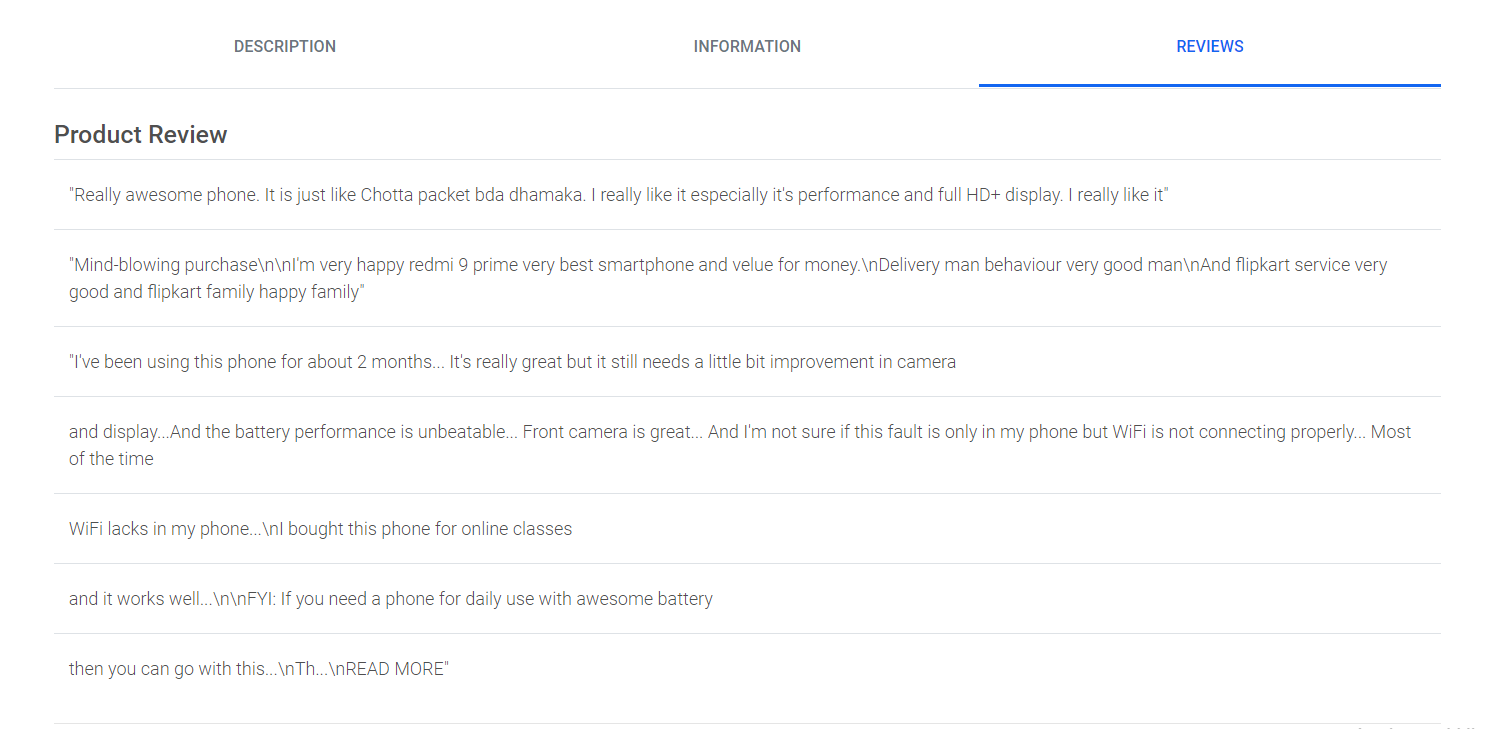 DESCRIPTION
INFORMATION
REVIEWS
Product Review
"Really awesome phone. It is just like Chotta packet bda dhamaka. I really like it especially it's performance and full HD+ display. I really like it"
"Mind-blowing purchase\n\nI'm very happy redmi 9 prime very best smartphone and velue for money.\nDelivery man behaviour very good man\nAnd flipkart service very
good and flipkart family happy family"
"I've been using this phone for about 2 months... It's really great but it still needs a little bit improvement in camera
and display...And the battery performance is unbeatable... Front camera is great... And I'm not sure if this fault is only in my phone but WiFi is not connecting properly... Most
of the time
WiFi lacks in my phone...\nI bought this phone for online classes
and it works well...\n\nFYI: If you need a phone for daily use with awesome battery
then you can go with this...\nTh...\nREAD MORE"